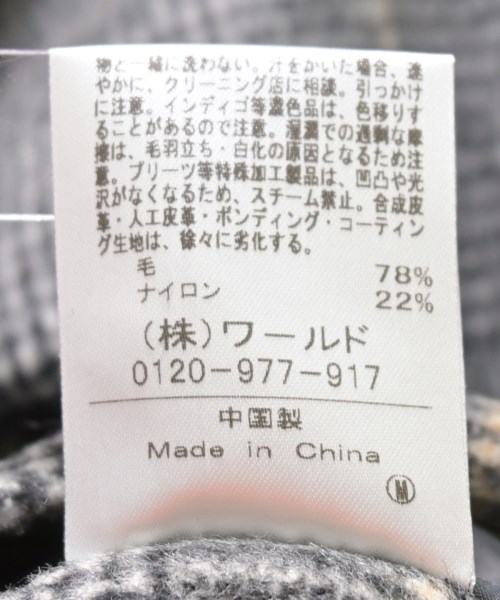 物と一緒に洗わない。汗をかいた場合、速
やかに、クリーニング店に相談。引っかけ
に注意。インディゴ等濃色品は、色移りす
ることがあるので注意。湿潤での過剰な摩
擦は、毛羽立ち・白化の原因となるため注
意。プリーツ等特殊加工製品は、凹凸や光
沢がなくなるため、スチーム禁止。合成皮
革・人工皮革・ボンディング・コーティン
グ生地は、徐々に劣化する。
毛 78%
ナイロン 22%
(株)ワールド
0120-977-917
中国製
Made in China
M